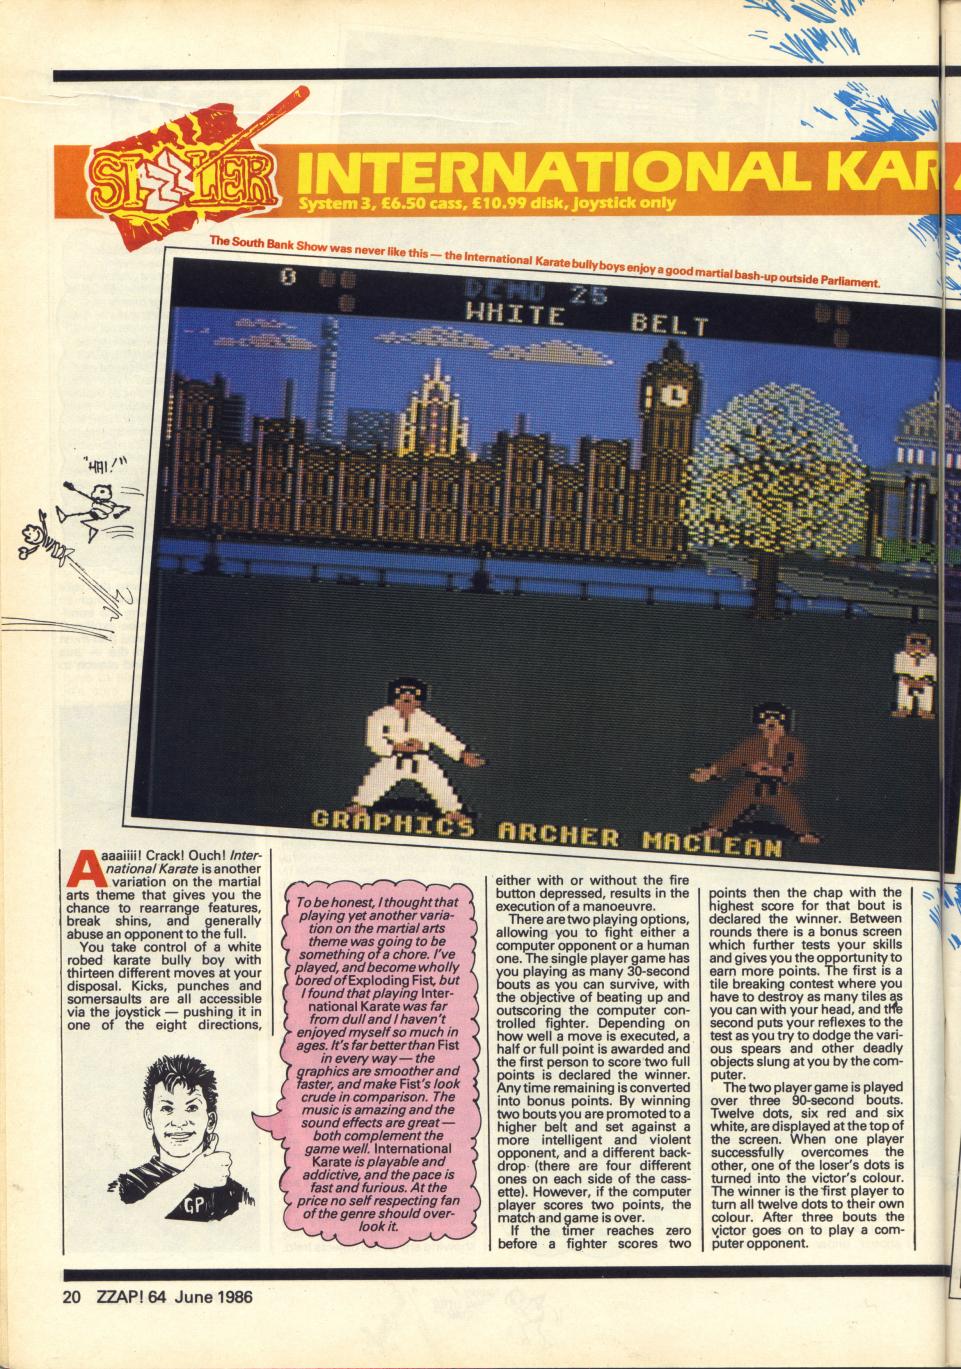 SIZZLER
INTERNATIONAL KAR
System 3, £6.50 cass, £10.99 disk, joystick only
The South Bank Show was never like this — the International Karate bully boys enjoy a good martial bash-up outside Parliament.
0 DEMO 25
WHITE BELT
"HAI!"
GRAPHICS ARCHER MACLEAN
Aaaaiiii! Crack! Ouch! Inter-
national Karate is another
variation on the martial
arts theme that gives you the
chance to rearrange features,
break shins, and generally
abuse an opponent to the full.
You take control of a white
robed karate bully boy with
thirteen different moves at your
disposal. Kicks, punches and
somersaults are all accessible
via the joystick — pushing it in
one of the eight directions,
GP
To be honest, I thought that
playing yet another varia-
tion on the martial arts
theme was going to be
something of a chore. I've
played, and become wholly
bored of Exploding Fist, but
I found that playing Inter-
national Karate was far
from dull and I haven't
enjoyed myself so much in
ages. It's far better than Fist
in every way — the
graphics are smoother and
faster, and make Fist's look
crude in comparison. The
music is amazing and the
sound effects are great —
both complement the
game well. International
Karate is playable and
addictive, and the pace is
fast and furious. At the
price no self respecting fan
of the genre should over-
look it.
either with or without the fire
button depressed, results in the
execution of a manoeuvre.
There are two playing options,
allowing you to fight either a
computer opponent or a human
one. The single player game has
you playing as many 30-second
bouts as you can survive, with
the objective of beating up and
outscoring the computer con-
trolled fighter. Depending on
how well a move is executed, a
half or full point is awarded and
the first person to score two full
points is declared the winner.
Any time remaining is converted
into bonus points. By winning
two bouts you are promoted to a
higher belt and set against a
more intelligent and violent
opponent, and a different back-
drop (there are four different
ones on each side of the cass-
ette). However, if the computer
player scores two points, the
match and game is over.
If the timer reaches zero
before a fighter scores two
points then the chap with the
highest score for that bout is
declared the winner. Between
rounds there is a bonus screen
which further tests your skills
and gives you the opportunity to
earn more points. The first is a
tile breaking contest where you
have to destroy as many tiles as
you can with your head, and the
second puts your reflexes to the
test as you try to dodge the vari-
ous spears and other deadly
objects slung at you by the com-
puter.
The two player game is played
over three 90-second bouts.
Twelve dots, six red and six
white, are displayed at the top of
the screen. When one player
successfully overcomes the
other, one of the loser's dots is
turned into the victor's colour.
The winner is the first player to
turn all twelve dots to their own
colour. After three bouts the
victor goes on to play a com-
puter opponent.
20 ZZAP! 64 June 1986